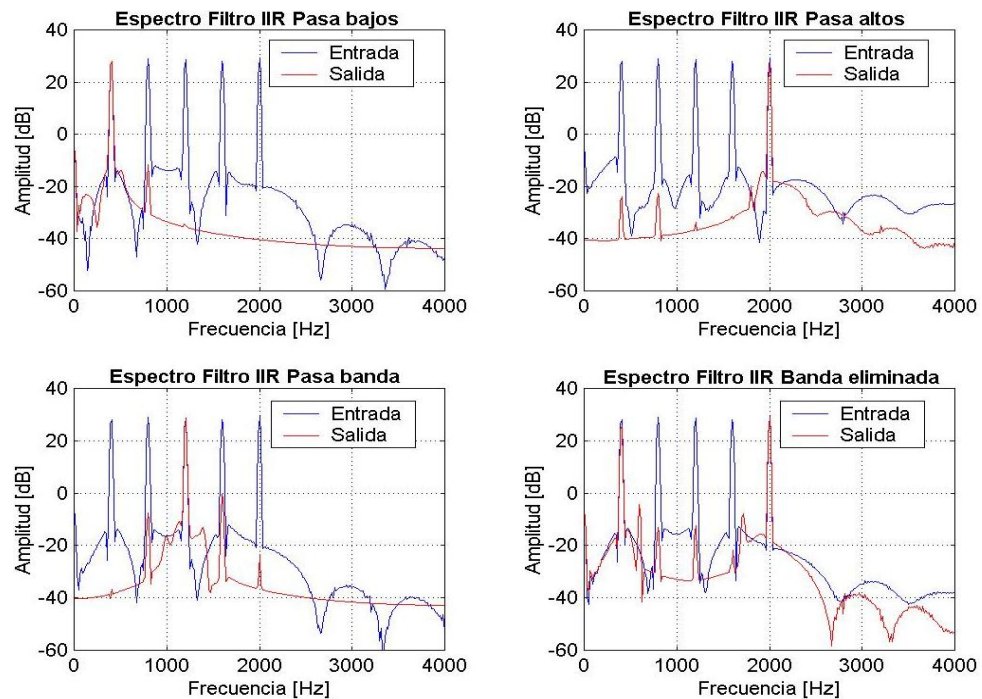 Espectro Filtro IIR Pasa bajos
40
20
0
-20
-40
-60
Amplitud [dB]
Entrada
Salida
0 1000 2000 3000 4000
Frecuencia [Hz]
Espectro Filtro IIR Pasa altos
40
20
0
-20
-40
-60
Amplitud [dB]
Entrada
Salida
0 1000 2000 3000 4000
Frecuencia [Hz]
Espectro Filtro IIR Pasa banda
40
20
0
-20
-40
-60
Amplitud [dB]
Entrada
Salida
0 1000 2000 3000 4000
Frecuencia [Hz]
Espectro Filtro IIR Banda eliminada
40
20
0
-20
-40
-60
Amplitud [dB]
Entrada
Salida
0 1000 2000 3000 4000
Frecuencia [Hz]